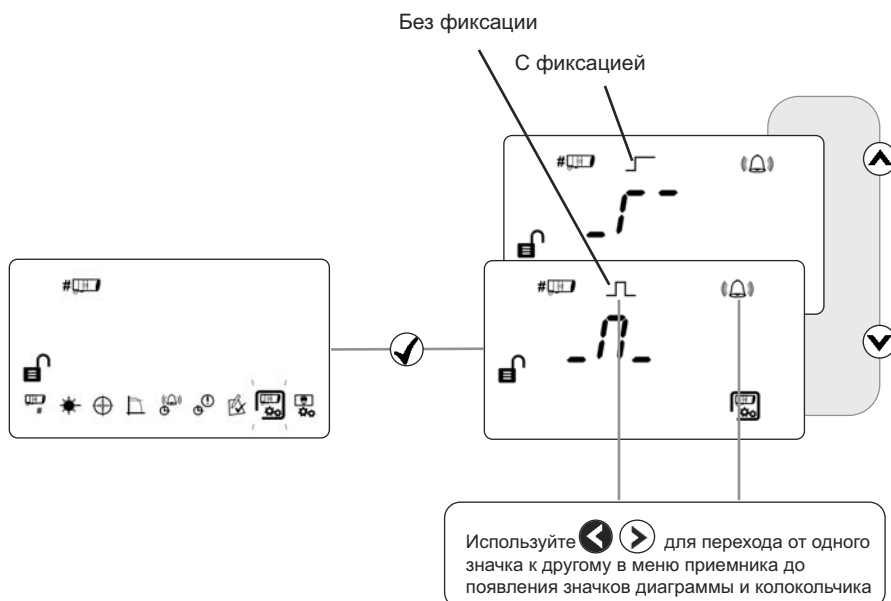 Без фиксации
С фиксацией
#
#
#
#
Используйте для перехода от одного
значка к другому в меню приемника до
появления значков диаграммы и колокольчика